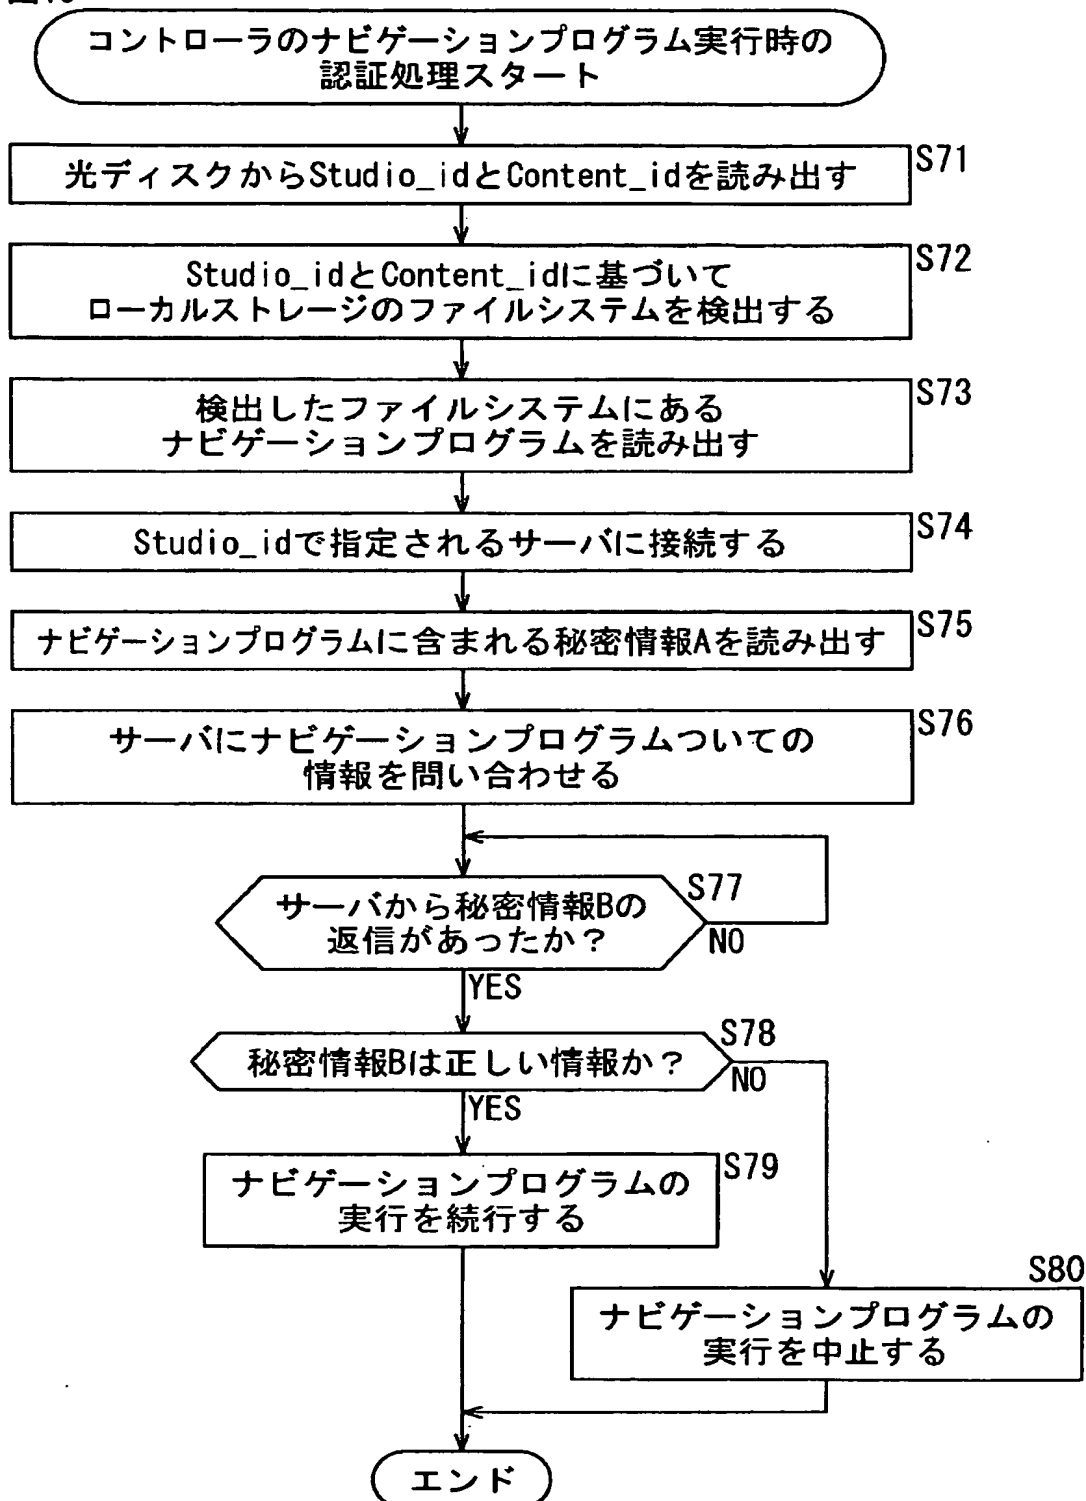 コントローラのナビゲーションプログラム実行時の
認証処理スタート
光ディスクからStudio_idとContent_idを読み出す
S71
Studio_idとContent_idに基づいて
ローカルストレージのファイルシステムを検出する
S72
検出したファイルシステムにある
ナビゲーションプログラムを読み出す
S73
Studio_idで指定されるサーバに接続する
S74
ナビゲーションプログラムに含まれる秘密情報Aを読み出す
S75
サーバにナビゲーションプログラムついての
情報を問い合わせる
S76
サーバから秘密情報Bの
返信があったか?
S77
NO
YES
秘密情報Bは正しい情報か?
S78
NO
YES
ナビゲーションプログラムの
実行を続行する
S79
S80
ナビゲーションプログラムの
実行を中止する
エンド